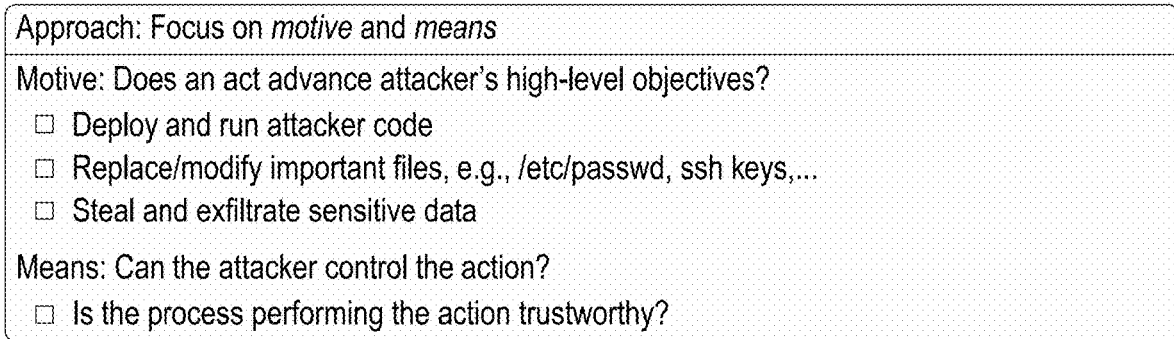 Approach: Focus on motive and means
Motive: Does an act advance attacker's high-level objectives?
□ Deploy and run attacker code
□ Replace/modify important files, e.g., /etc/passwd, ssh keys,...
□ Steal and exfiltrate sensitive data
Means: Can the attacker control the action?
□ Is the process performing the action trustworthy?